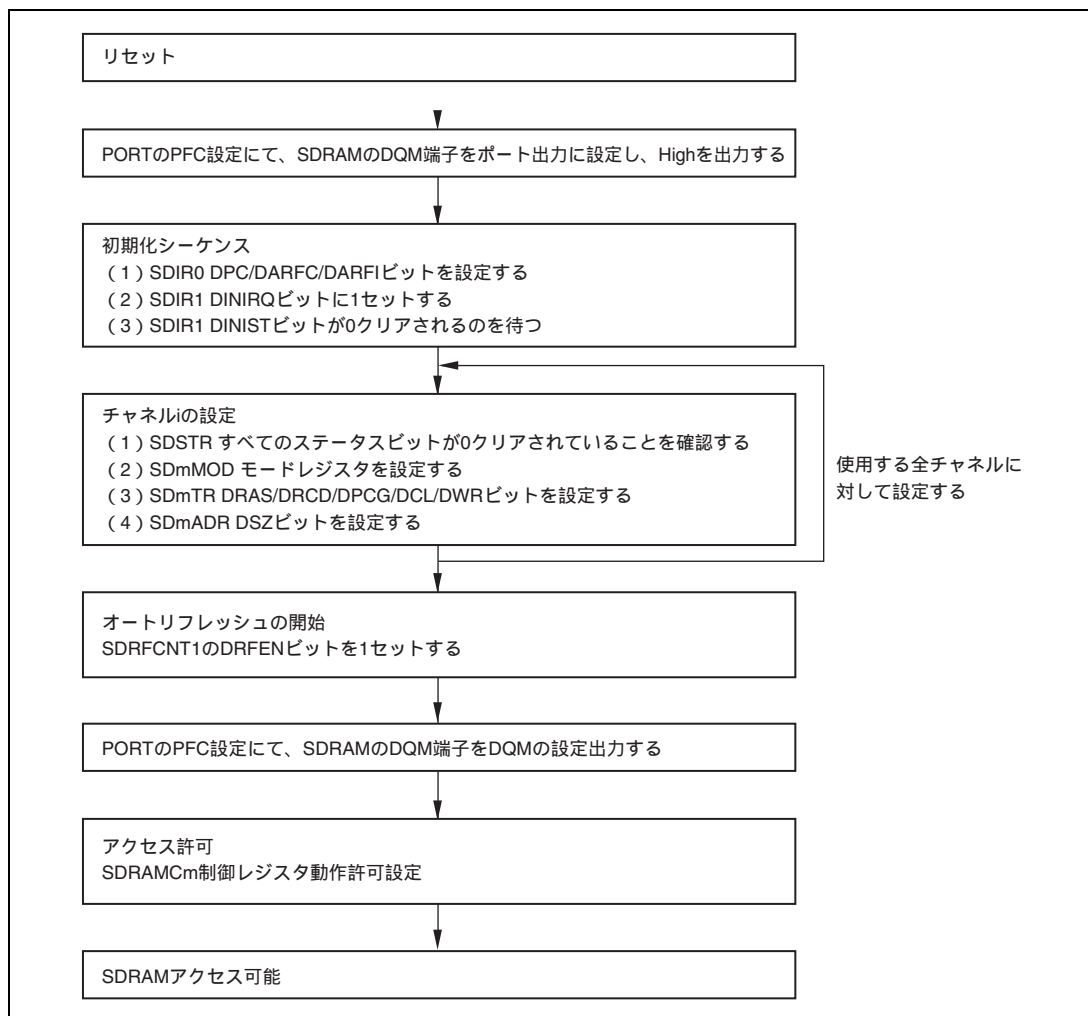 リセット
PORTのPFC設定にて、SDRAMのDQM端子をポート出力に設定し、Highを出力する
初期化シーケンス
（1）SDIR0 DPC/DARFC/DARFIビットを設定する
（2）SDIR1 DINIRQビットに1セットする
（3）SDIR1 DINISTビットが0クリアされるのを待つ
チャネルiの設定
（1）SDSTR すべてのステータスビットが0クリアされていることを確認する
（2）SDmMOD モードレジスタを設定する
（3）SDmTR DRAS/DRCD/DPCG/DCL/DWRビットを設定する
（4）SDmADR DSZビットを設定する
使用する全チャネルに
対して設定する
オートリフレッシュの開始
SDRFCNT1のDRFENビットを1セットする
PORTのPFC設定にて、SDRAMのDQM端子をDQMの設定出力する
アクセス許可
SDRAMCm制御レジスタ動作許可設定
SDRAMアクセス可能